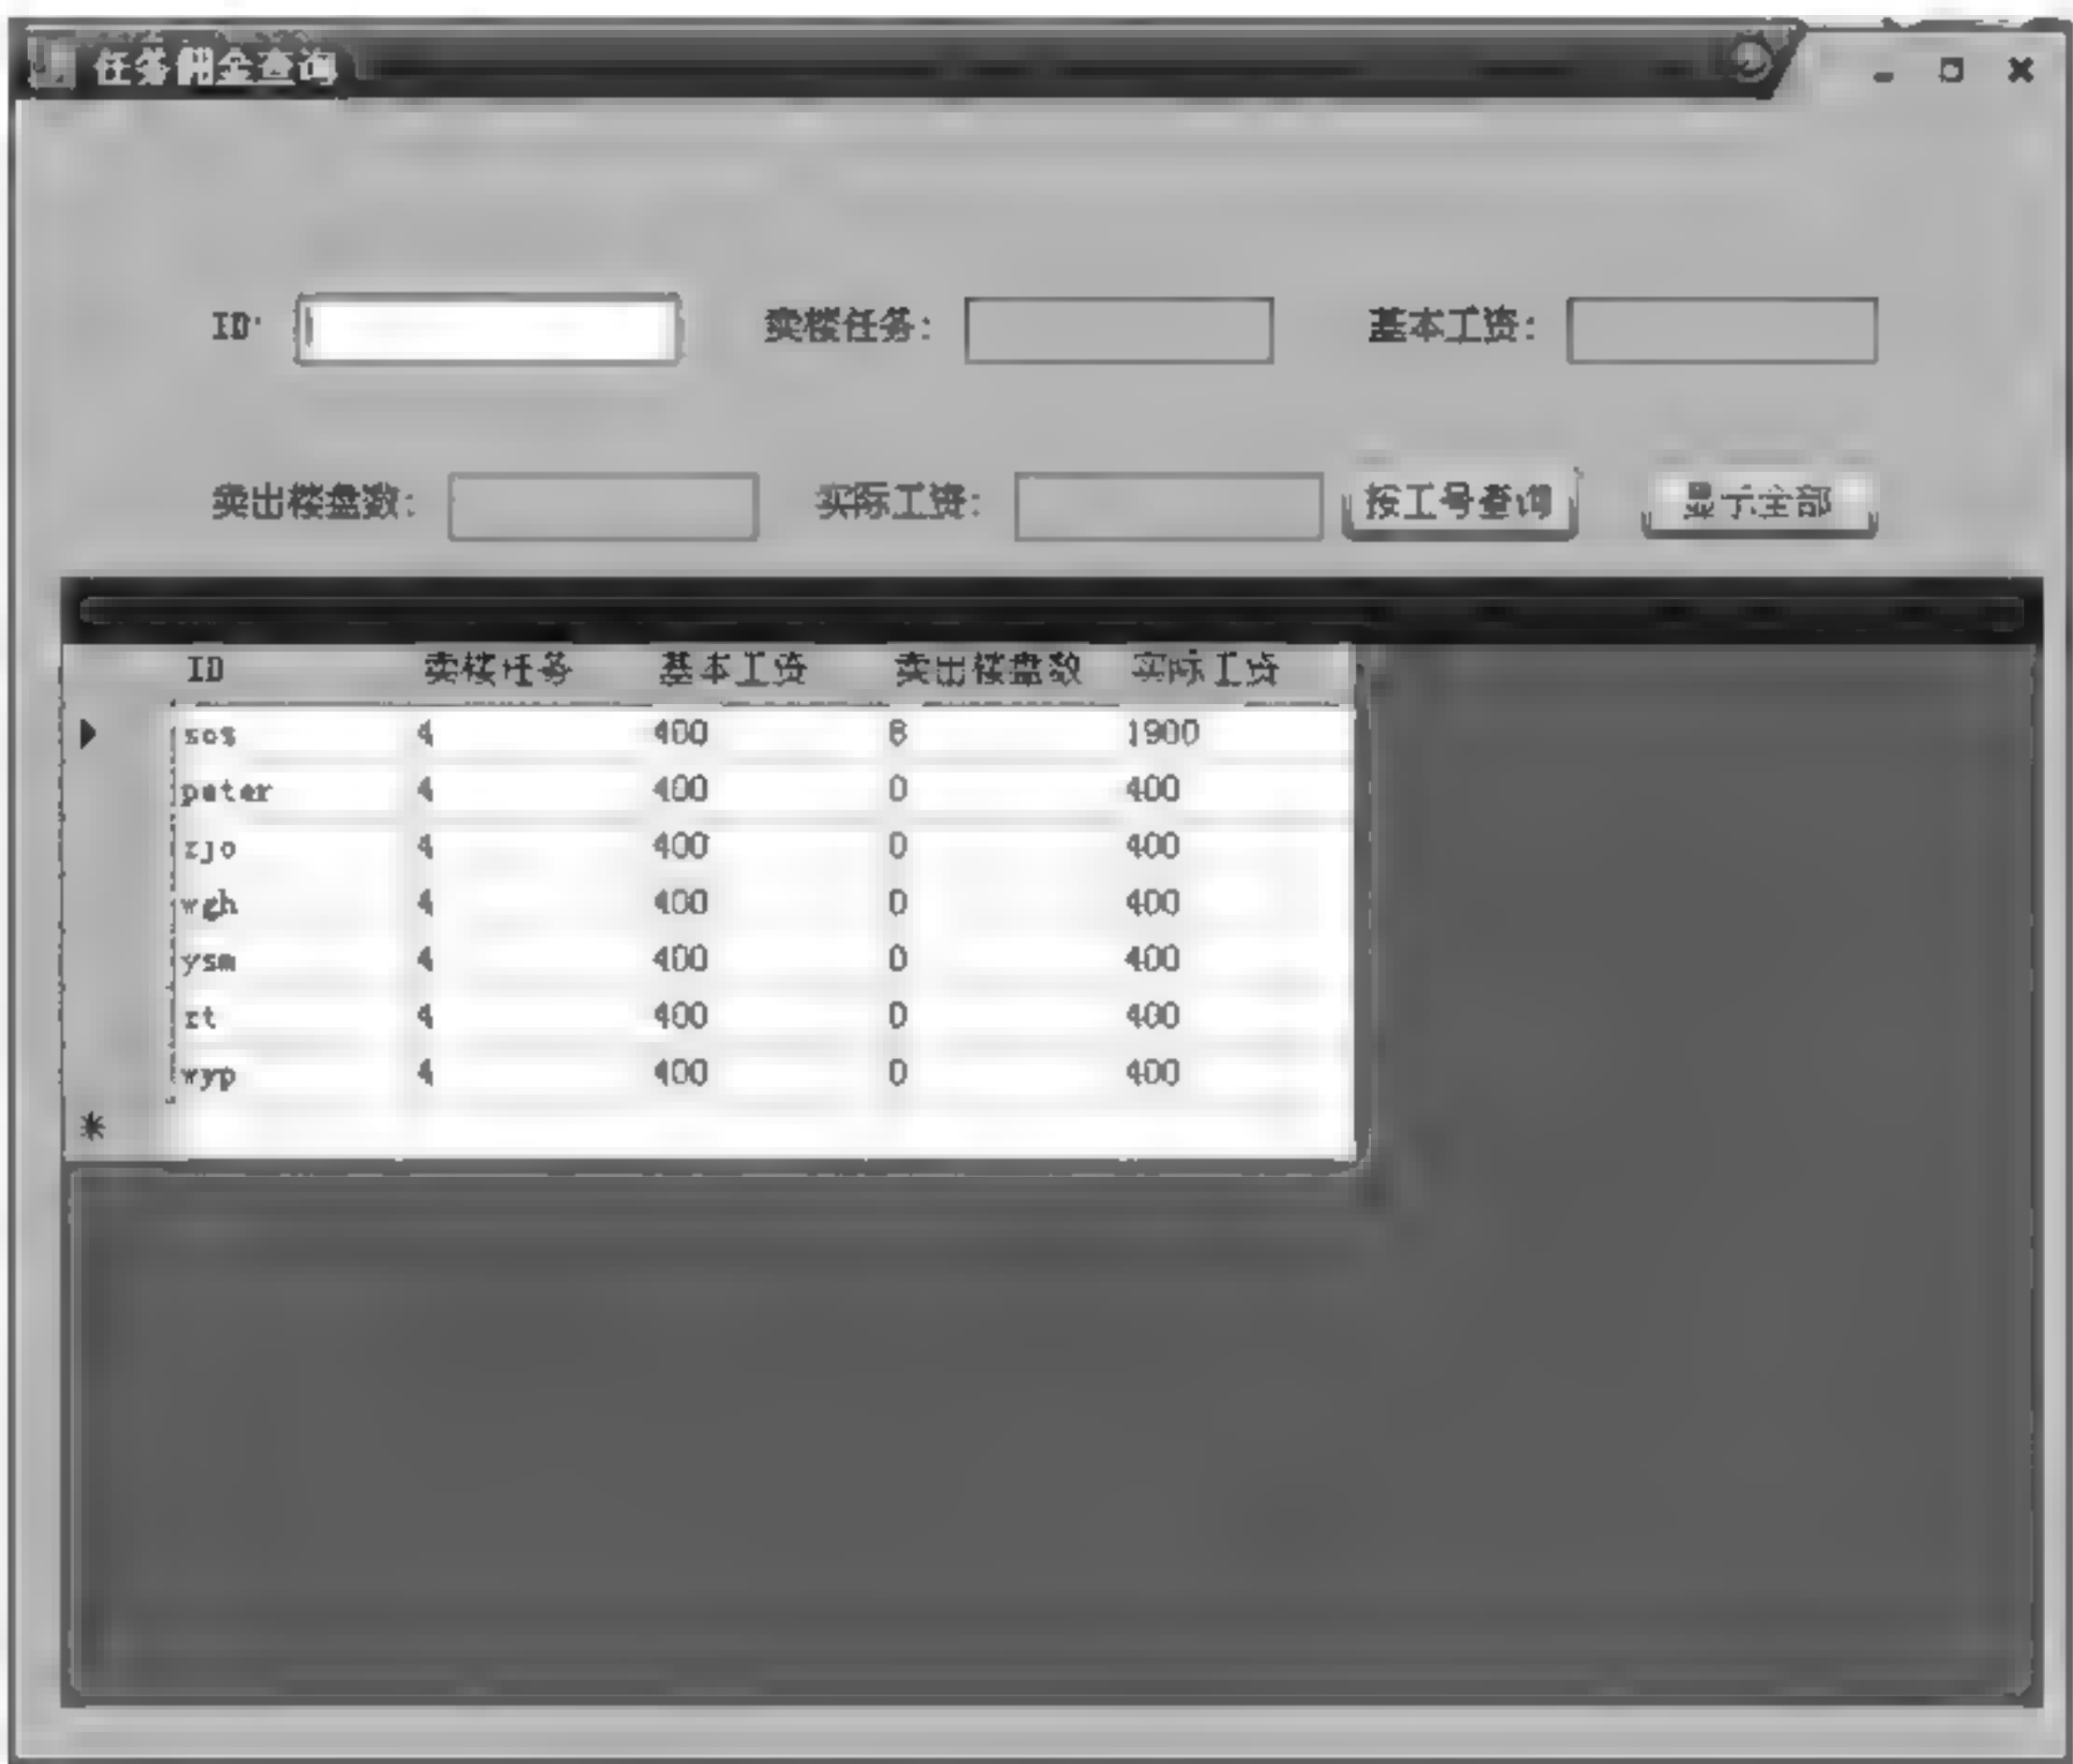 任务佣金查询
ID: 卖楼任务: 基本工资:
卖出楼盘数: 实际工资: 按工号查询 显示全部
ID 卖楼任务 基本工资 卖出楼盘数 实际工资
4 400 8 1900
peter 4 400 0 400
zjo 4 400 0 400
wgh 4 400 0 400
ysm 4 400 0 400
4 400 0 400
wyp 4 400 0 400